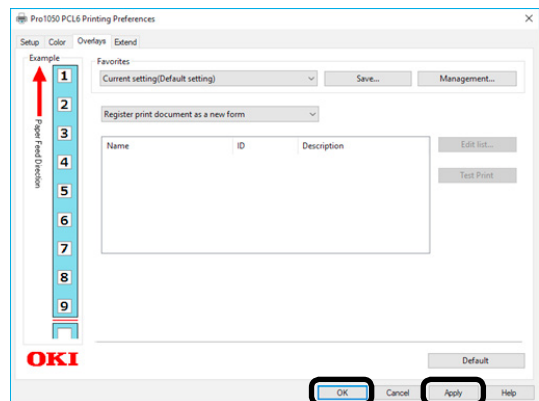 Pro1050 PCL6 Printing Preferences
Setup Color Overlays Extend
Example
Favorites
Current setting(Default setting) Save... Management...
Register print document as a new form
Name ID Description
Edit list...
Test Print
Paper Feed Direction
1
2
3
4
5
6
7
8
9
OKI
Default
OK Cancel Apply Help